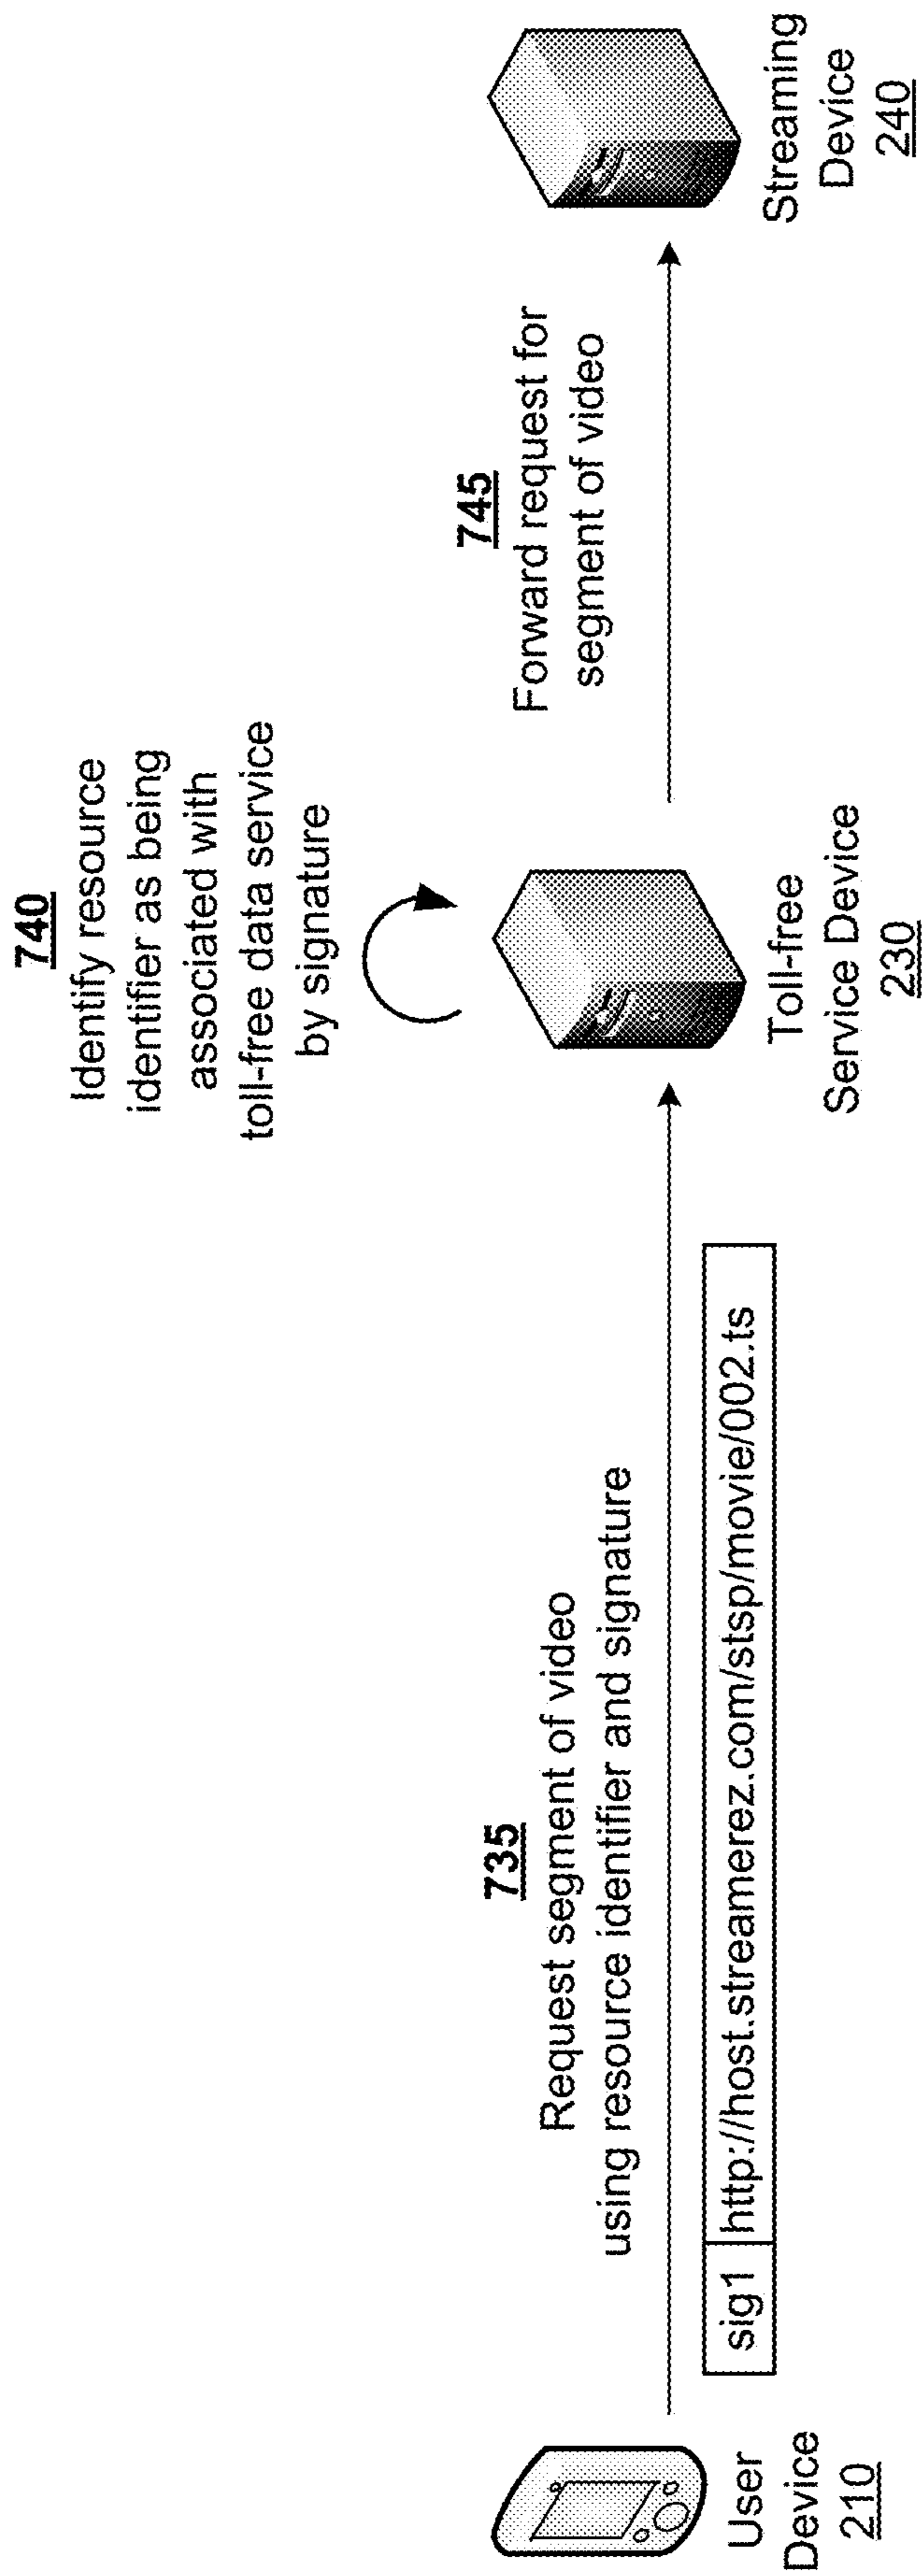 735
Request segment of video
using resource identifier and signature
sig1 http://host.streamerez.com/stsp/movie/002.ts
User
Device
210
740
Identify resource
identifier as being
associated with
toll-free data service
by signature
Toll-free
Service Device
230
745
Forward request for
segment of video
Streaming
Device
240